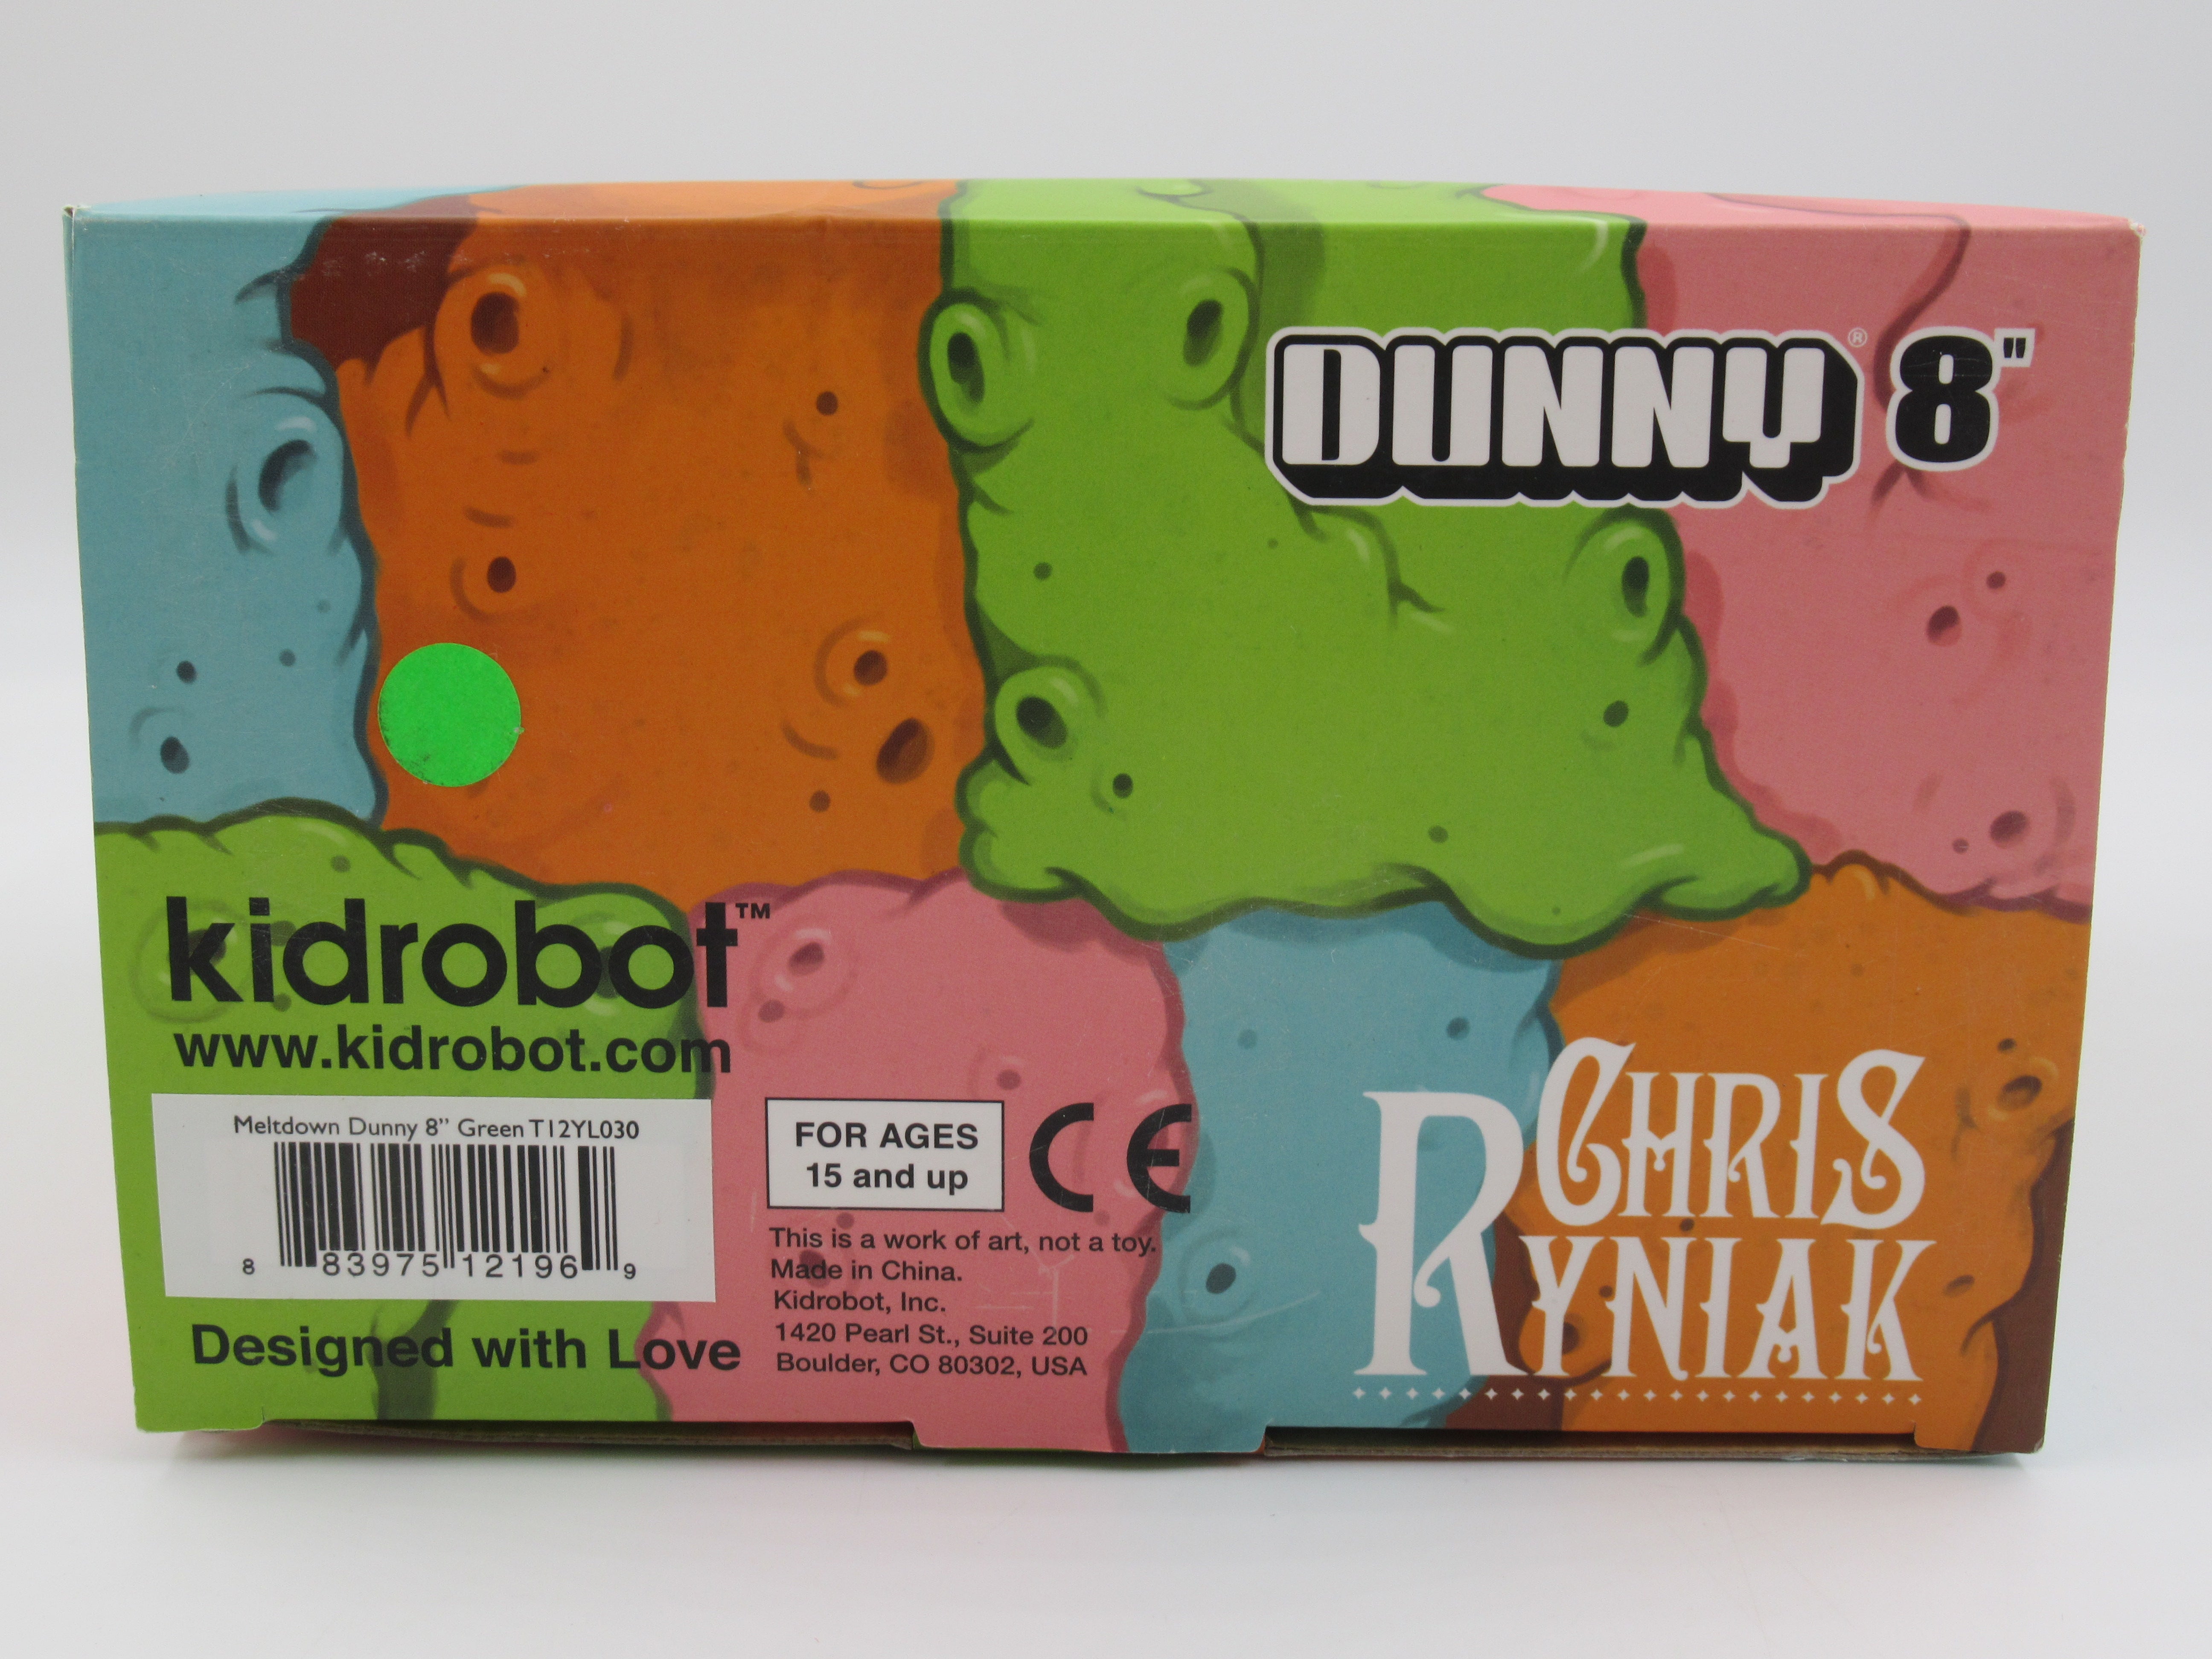 DUNNY® 8"
kidrobot™
www.kidrobot.com
Meltdown Dunny 8” Green T12YL030
8 83975 12196 9
Designed with Love
FOR AGES
15 and up
CE
This is a work of art, not a toy.
Made in China.
Kidrobot, Inc.
1420 Pearl St., Suite 200
Boulder, CO 80302, USA
CHRIS
RYNIAK